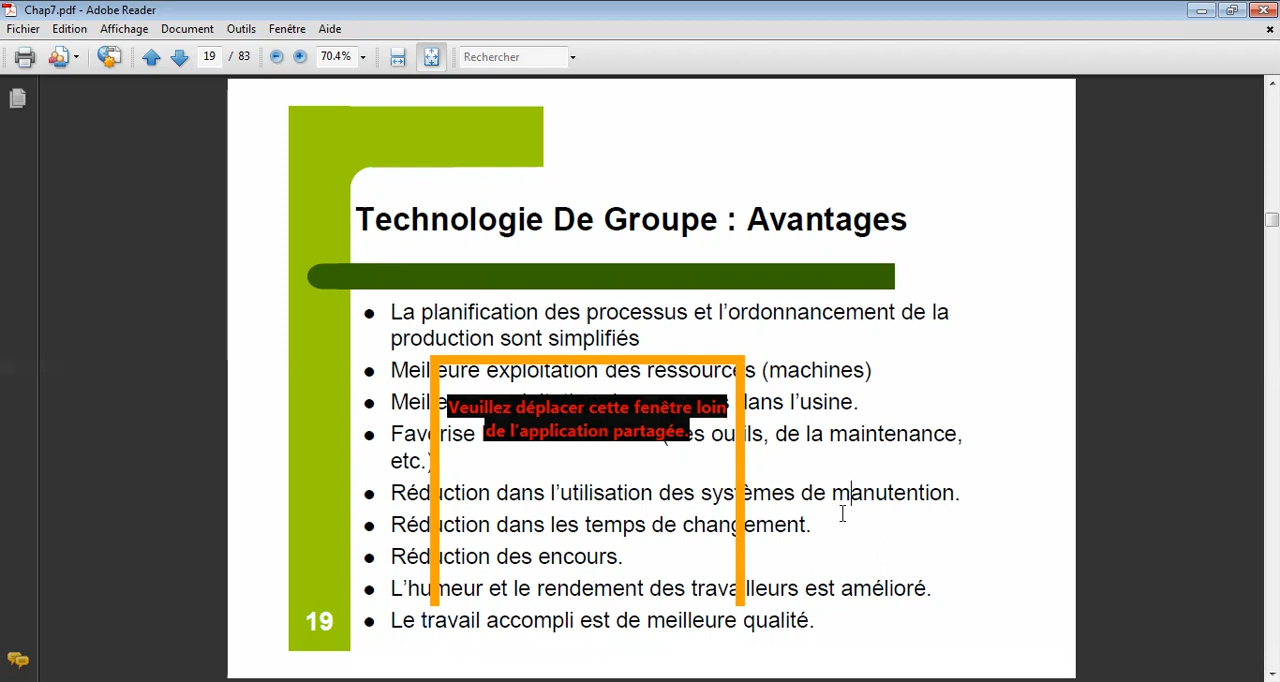 Chap7.pdf - Adobe Reader
Fichier Edition Affichage Document Outils Fenêtre Aide
19 / 83 70.4% Rechercher
Technologie De Groupe : Avantages
● La planification des processus et l'ordonnancement de la
production sont simplifiés
● Meilleure exploitation des ressources (machines)
● Meille dans l'usine.
Veuillez déplacer cette fenêtre loin
● Favorise outils, de la maintenance,
de l'application partagée.
etc.)
● Réduction dans l'utilisation des systèmes de manutention.
● Réduction dans les temps de changement.
● Réduction des encours.
● L'humeur et le rendement des travailleurs est amélioré.
19
● Le travail accompli est de meilleure qualité.